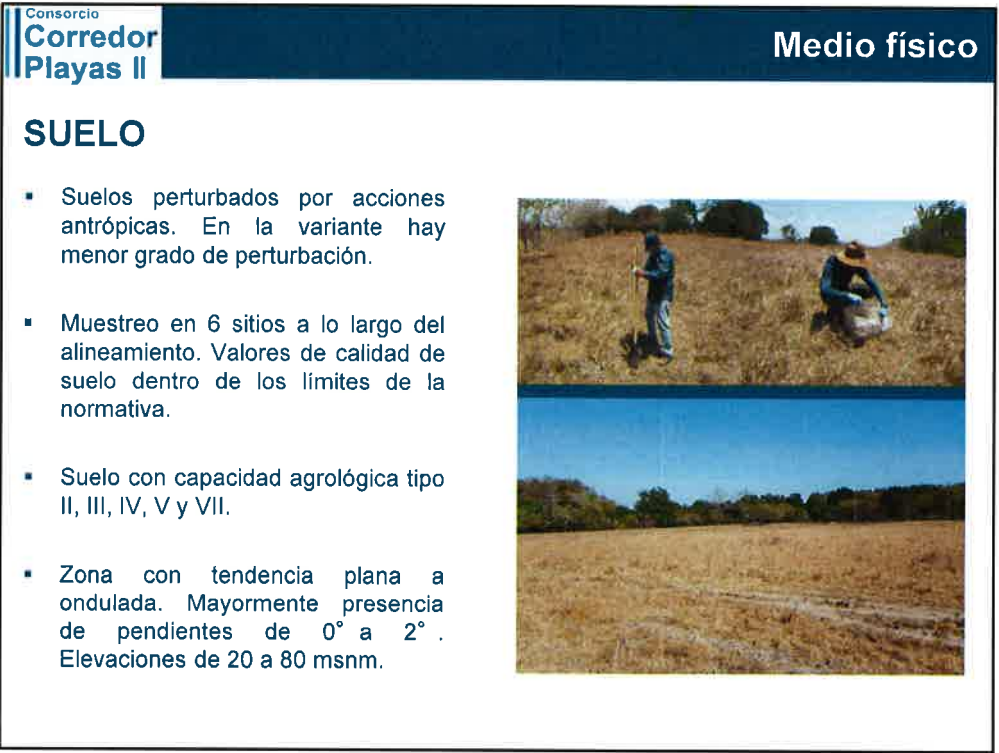 Consorcio
Corredor
Playas II
Medio físico
SUELO
▪ Suelos perturbados por acciones
antrópicas. En la variante hay
menor grado de perturbación.
▪ Muestreo en 6 sitios a lo largo del
alineamiento. Valores de calidad de
suelo dentro de los límites de la
normativa.
▪ Suelo con capacidad agrológica tipo
II, III, IV, V y VII.
▪ Zona con tendencia plana a
ondulada. Mayormente presencia
de pendientes de 0° a 2° .
Elevaciones de 20 a 80 msnm.